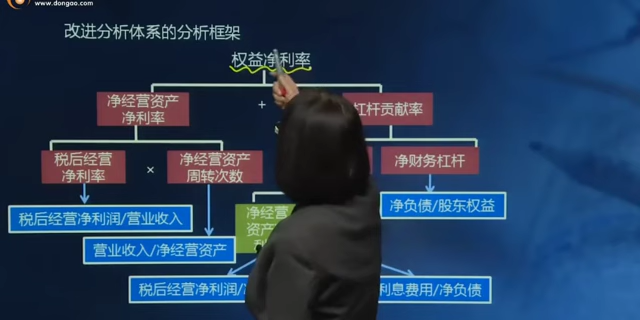 www.dongao.com
改进分析体系的分析框架
权益净利率
净经营资产
净利率
+
杠杆贡献率
税后经营
净利率
×
净经营资产
周转次数
净财务杠杆
税后经营净利润/营业收入
净经营
资产
净负债/股东权益
营业收入/净经营资产
税后经营净利润/
利息费用/净负债